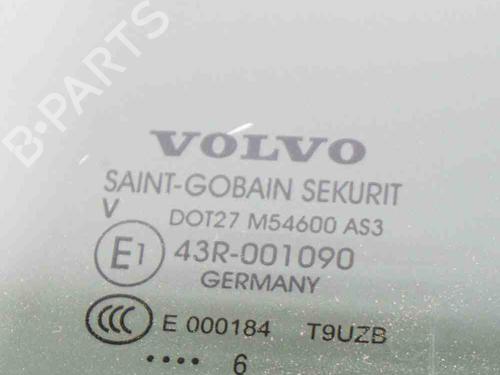 B-PARTS
VOLVO
SAINT-GOBAIN SEKURIT
V
DOT27 M54600 AS3
E1 43R-001090
GERMANY
CCC E 000184 T9UZB
•••• 6